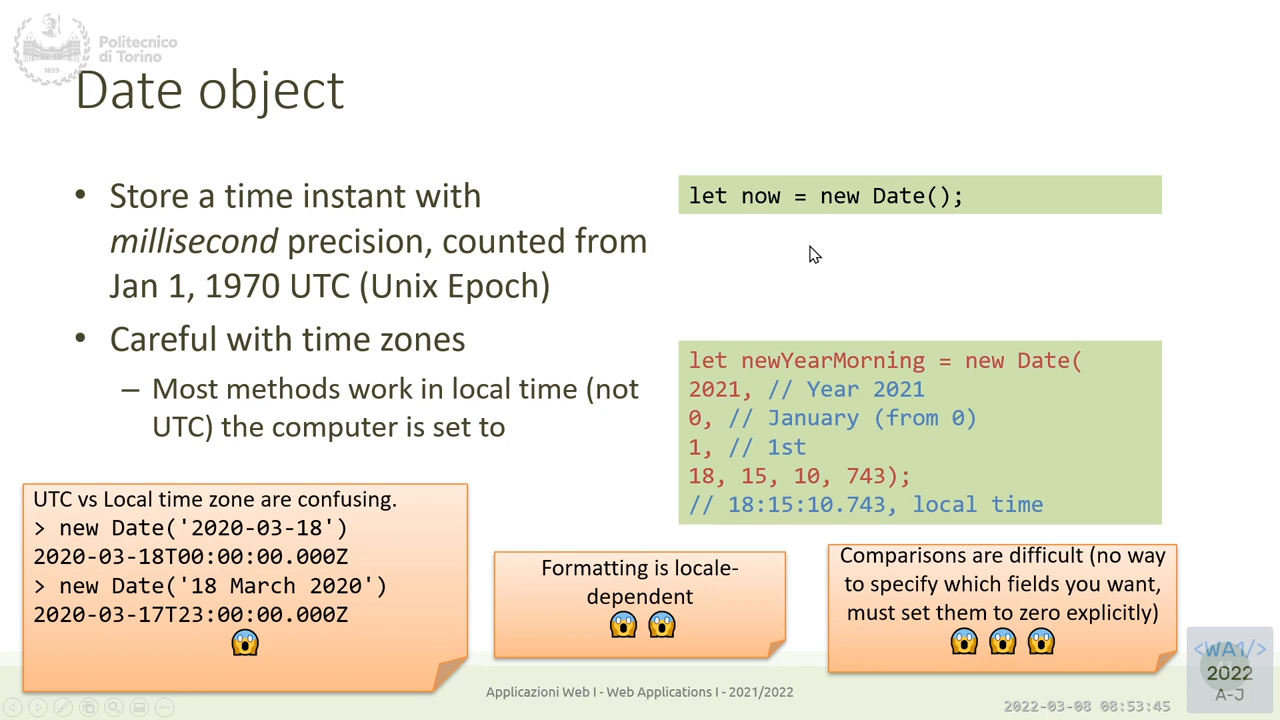 Politecnico
di Torino
1859
Date object
• Store a time instant with
millisecond precision, counted from
Jan 1, 1970 UTC (Unix Epoch)
• Careful with time zones
– Most methods work in local time (not
UTC) the computer is set to
let now = new Date();
let newYearMorning = new Date(
2021, // Year 2021
0, // January (from 0)
1, // 1st
18, 15, 10, 743);
// 18:15:10.743, local time
UTC vs Local time zone are confusing.
> new Date('2020-03-18')
2020-03-18T00:00:00.000Z
> new Date('18 March 2020')
2020-03-17T23:00:00.000Z
Formatting is locale-
dependent
Comparisons are difficult (no way
to specify which fields you want,
must set them to zero explicitly)
Applicazioni Web I - Web Applications I - 2021/2022
<WA1/>
2022
A-J
2022-03-08 08:53:45